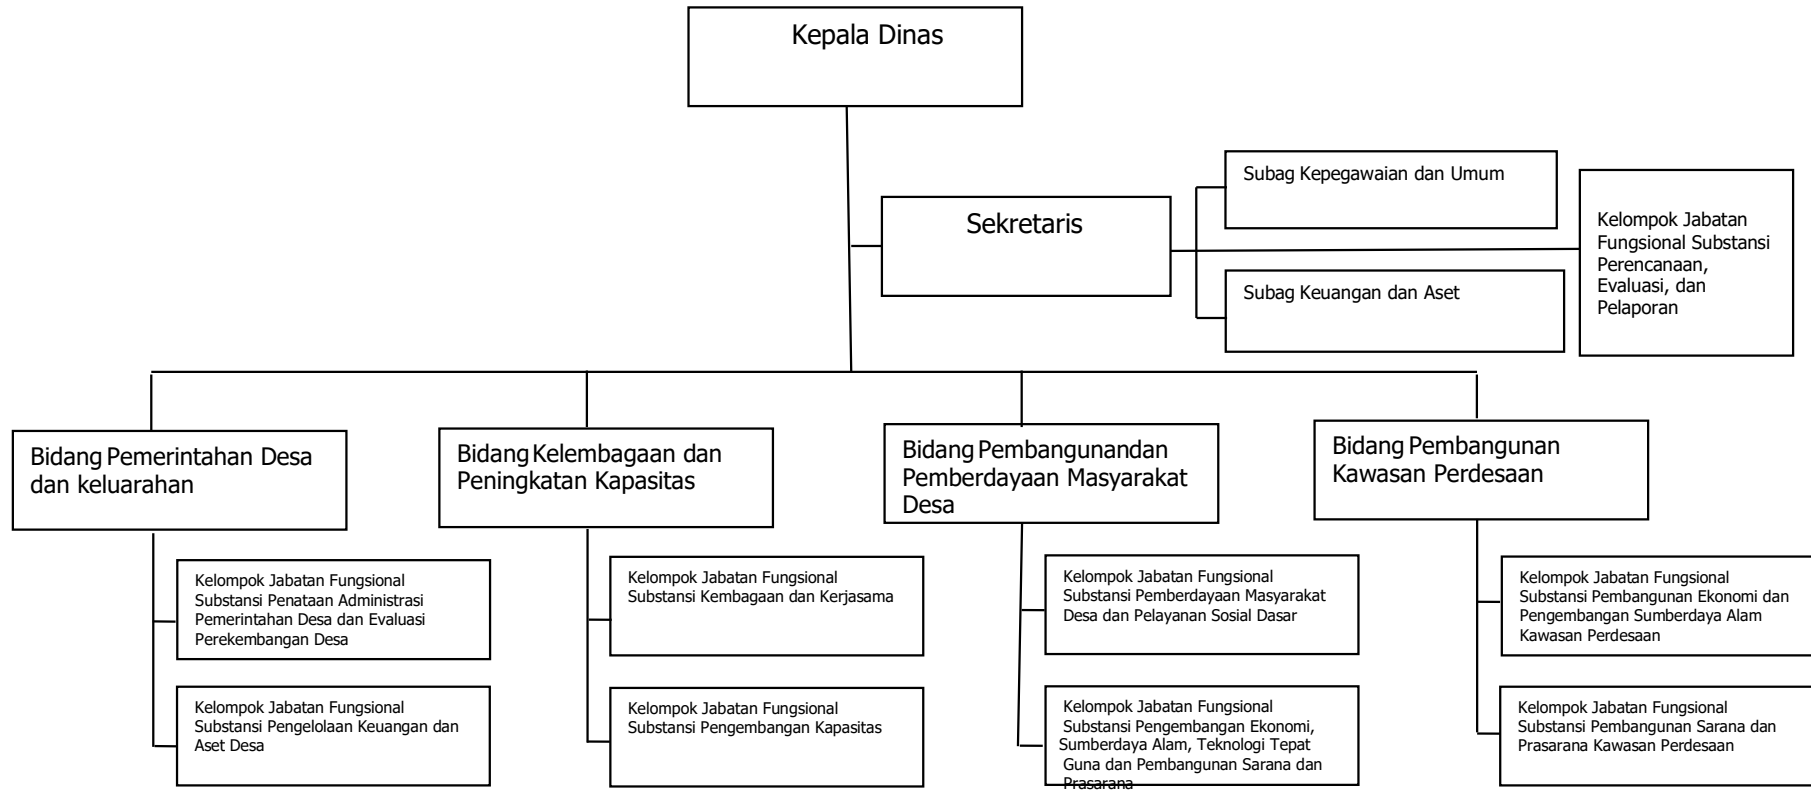 Kepala Dinas
Subag Kepegawaian dan Umum
Sekretaris
Subag Keuangan dan Aset
Kelompok Jabatan
Fungsional Substansi
Perencanaan,
Evaluasi, dan
Pelaporan
Bidang Pemerintahan Desa
dan keluarahan
Bidang Kelembagaan dan
Peningkatan Kapasitas
Bidang Pembangunandan
Pemberdayaan Masyarakat
Desa
Bidang Pembangunan
Kawasan Perdesaan
Kelompok Jabatan Fungsional
Substansi Penataan Administrasi
Pemerintahan Desa dan Evaluasi
Perekembangan Desa
Kelompok Jabatan Fungsional
Substansi Kembagaan dan Kerjasama
Kelompok Jabatan Fungsional
Substansi Pemberdayaan Masyarakat
Desa dan Pelayanan Sosial Dasar
Kelompok Jabatan Fungsional
Substansi Pembangunan Ekonomi dan
Pengembangan Sumberdaya Alam
Kawasan Perdesaan
Kelompok Jabatan Fungsional
Substansi Pengelolaan Keuangan dan
Aset Desa
Kelompok Jabatan Fungsional
Substansi Pengembangan Kapasitas
Kelompok Jabatan Fungsional
Substansi Pengembangan Ekonomi,
Sumberdaya Alam, Teknologi Tepat
Guna dan Pembangunan Sarana dan
Prasarana
Kelompok Jabatan Fungsional
Substansi Pembangunan Sarana dan
Prasarana Kawasan Perdesaan